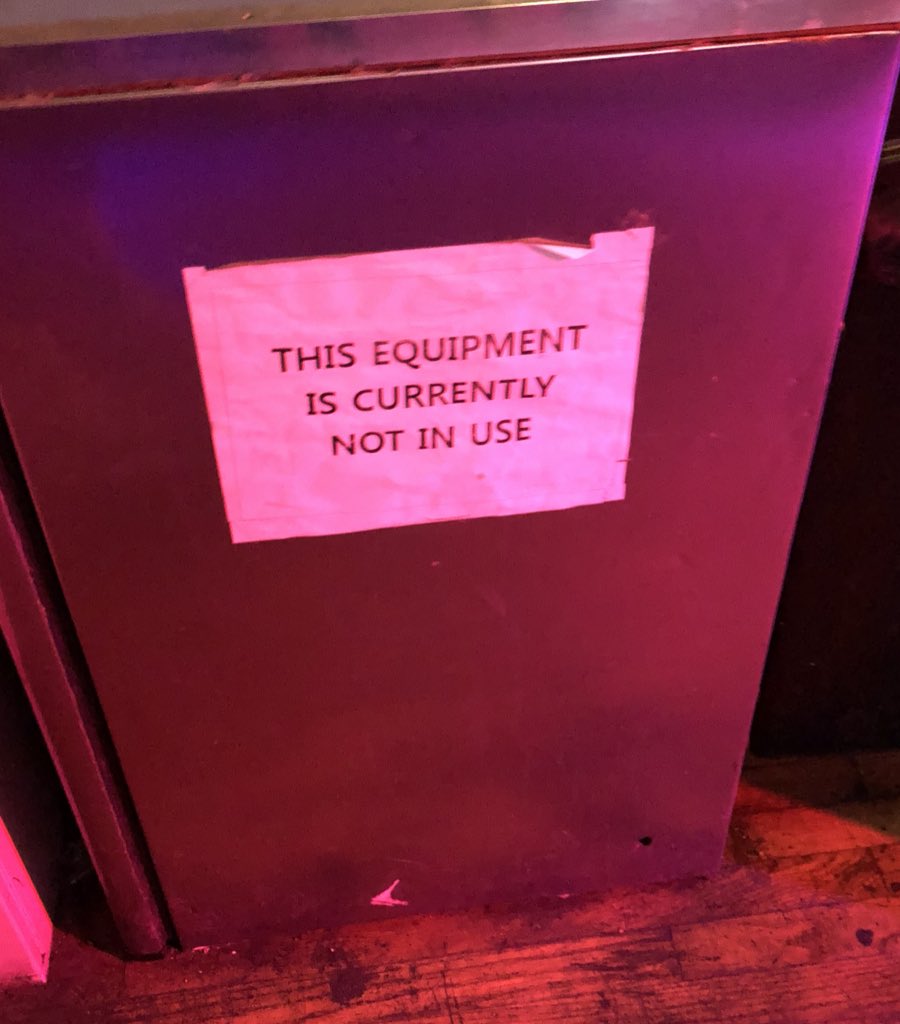 THIS EQUIPMENT
IS CURRENTLY
NOT IN USE